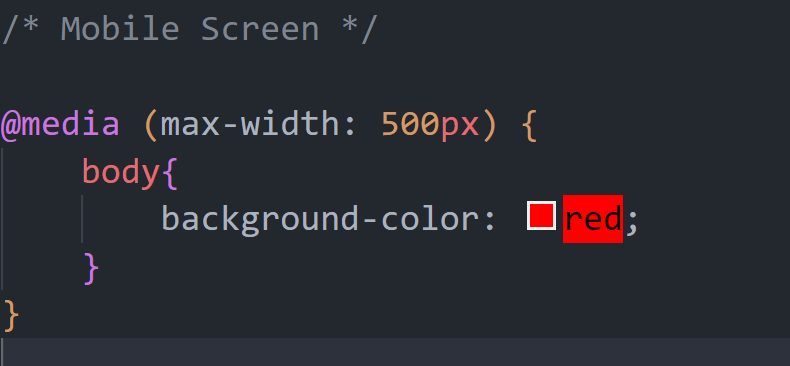 /* Mobile Screen */
@media (max-width: 500px) {
body{
background-color: red;
}
}